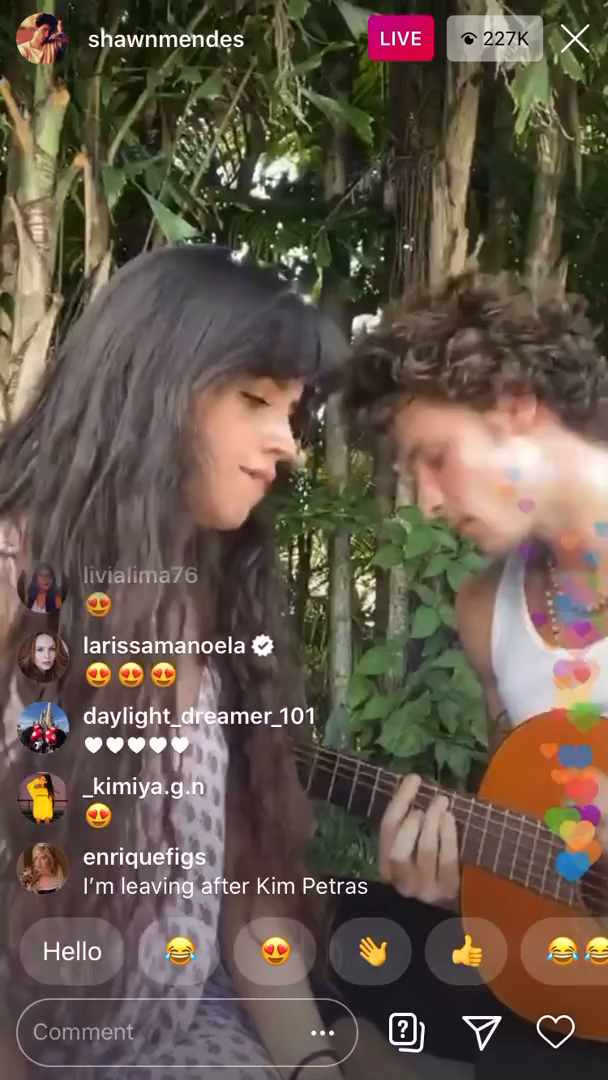 shawnmendes
LIVE
227K
livialima76
😍
larissamanoela
😍😍😍
daylight_dreamer_101
🤍🤍🤍🤍🤍
_kimiya.g.n
😍
enriquefigs
I’m leaving after Kim Petras
Hello 😂 😍 👋 👍 😂😂
Comment